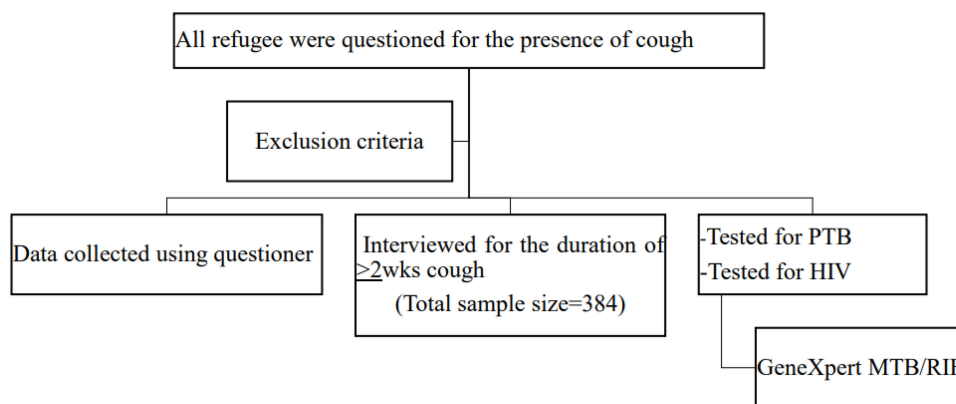 All refugee were questioned for the presence of cough
Exclusion criteria
Data collected using questioner
Interviewed for the duration of
>2wks cough
(Total sample size=384)
-Tested for PTB
-Tested for HIV
GeneXpert MTB/RIF